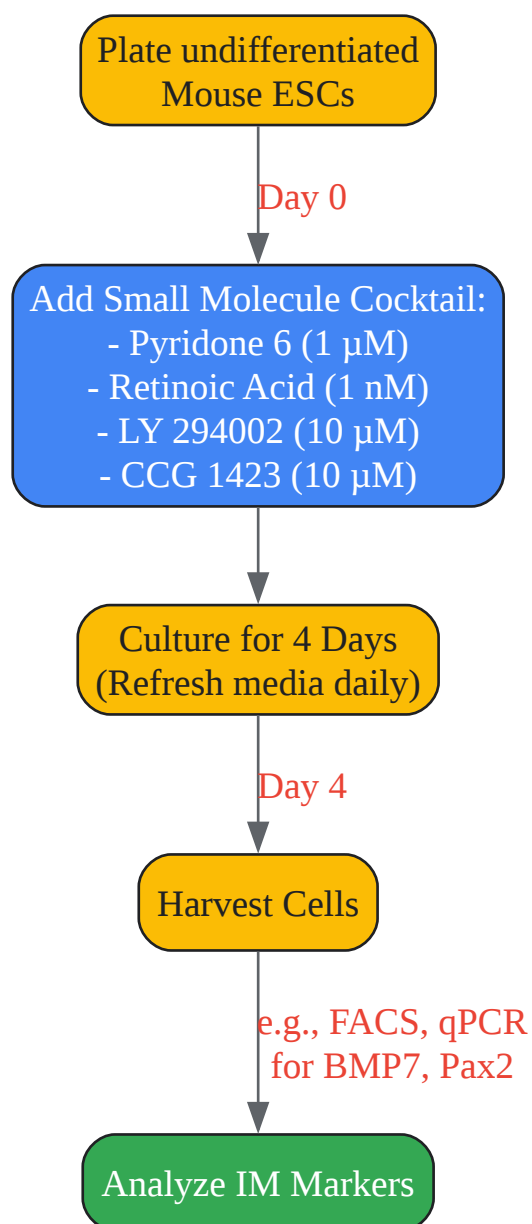 Plate undifferentiated
Mouse ESCs
Day 0
Add Small Molecule Cocktail:
- Pyridone 6 (1 µM)
- Retinoic Acid (1 nM)
- LY 294002 (10 µM)
- CCG 1423 (10 µM)
Culture for 4 Days
(Refresh media daily)
Day 4
Harvest Cells
e.g., FACS, qPCR
for BMP7, Pax2
Analyze IM Markers